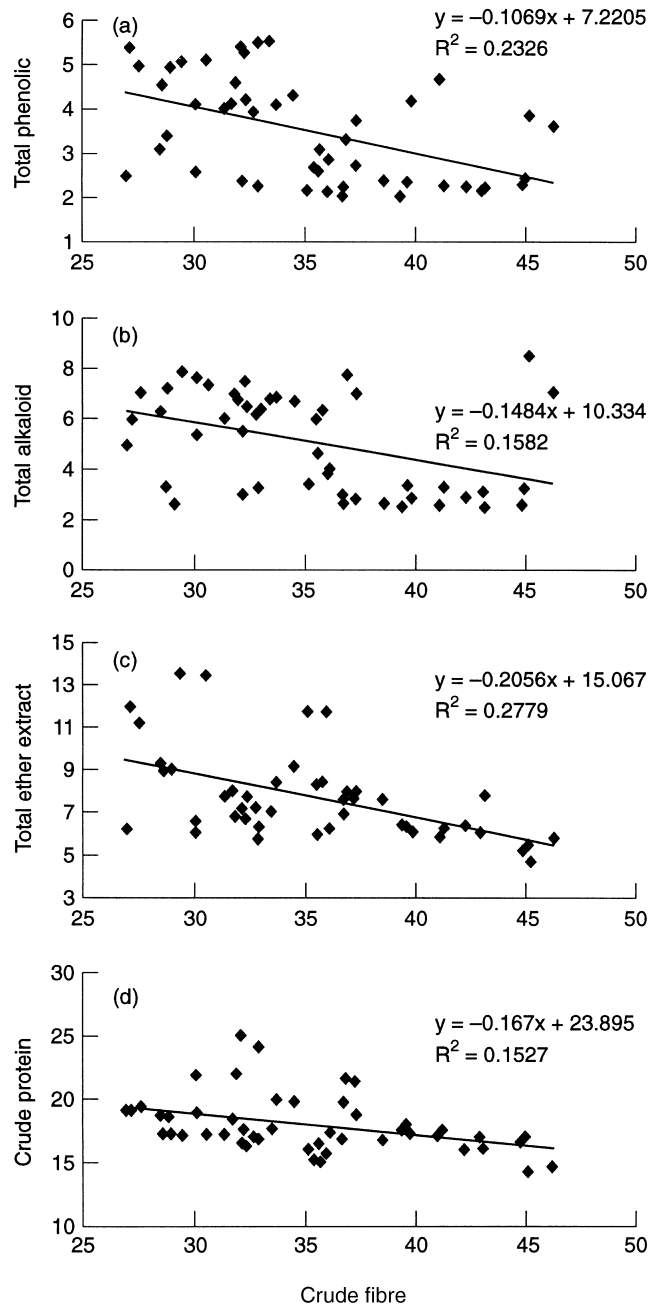 (a)
y = –0.1069x + 7.2205
R² = 0.2326
Total phenolic
6
5
4
3
2
1
25 30 35 40 45 50
(b)
y = –0.1484x + 10.334
R² = 0.1582
Total alkaloid
10
8
6
4
2
0
25 30 35 40 45 50
(c)
y = –0.2056x + 15.067
R² = 0.2779
Total ether extract
15
13
11
9
7
5
3
25 30 35 40 45 50
(d)
y = –0.167x + 23.895
R² = 0.1527
Crude protein
30
25
20
15
10
25 30 35 40 45 50
Crude fibre